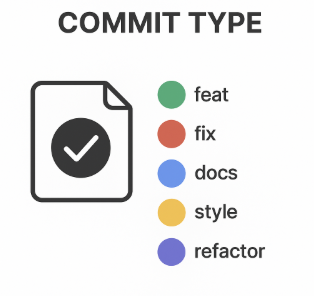 COMMIT TYPE
feat
fix
docs
style
refactor